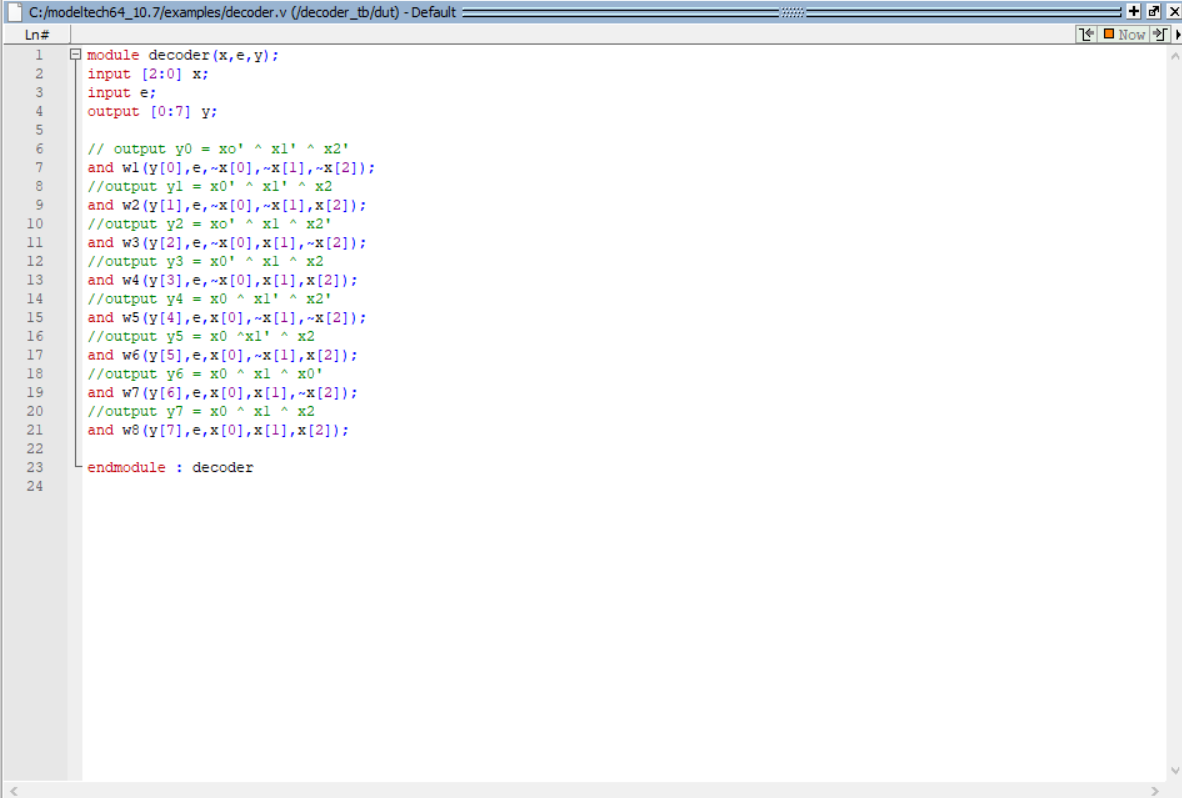 C:/modeltech64_10.7/examples/decoder.v (/decoder_tb/dut) - Default
Ln#
Now
1 module decoder(x,e,y);
2 input [2:0] x;
3 input e;
4 output [0:7] y;
5
6 // output y0 = xo' ^ x1' ^ x2'
7 and w1(y[0],e,~x[0],~x[1],~x[2]);
8 //output y1 = x0' ^ x1' ^ x2
9 and w2(y[1],e,~x[0],~x[1],x[2]);
10 //output y2 = xo' ^ x1 ^ x2'
11 and w3(y[2],e,~x[0],x[1],~x[2]);
12 //output y3 = x0' ^ x1 ^ x2
13 and w4(y[3],e,~x[0],x[1],x[2]);
14 //output y4 = x0 ^ x1' ^ x2'
15 and w5(y[4],e,x[0],~x[1],~x[2]);
16 //output y5 = x0 ^x1' ^ x2
17 and w6(y[5],e,x[0],~x[1],x[2]);
18 //output y6 = x0 ^ x1 ^ x0'
19 and w7(y[6],e,x[0],x[1],~x[2]);
20 //output y7 = x0 ^ x1 ^ x2
21 and w8(y[7],e,x[0],x[1],x[2]);
22
23 endmodule : decoder
24